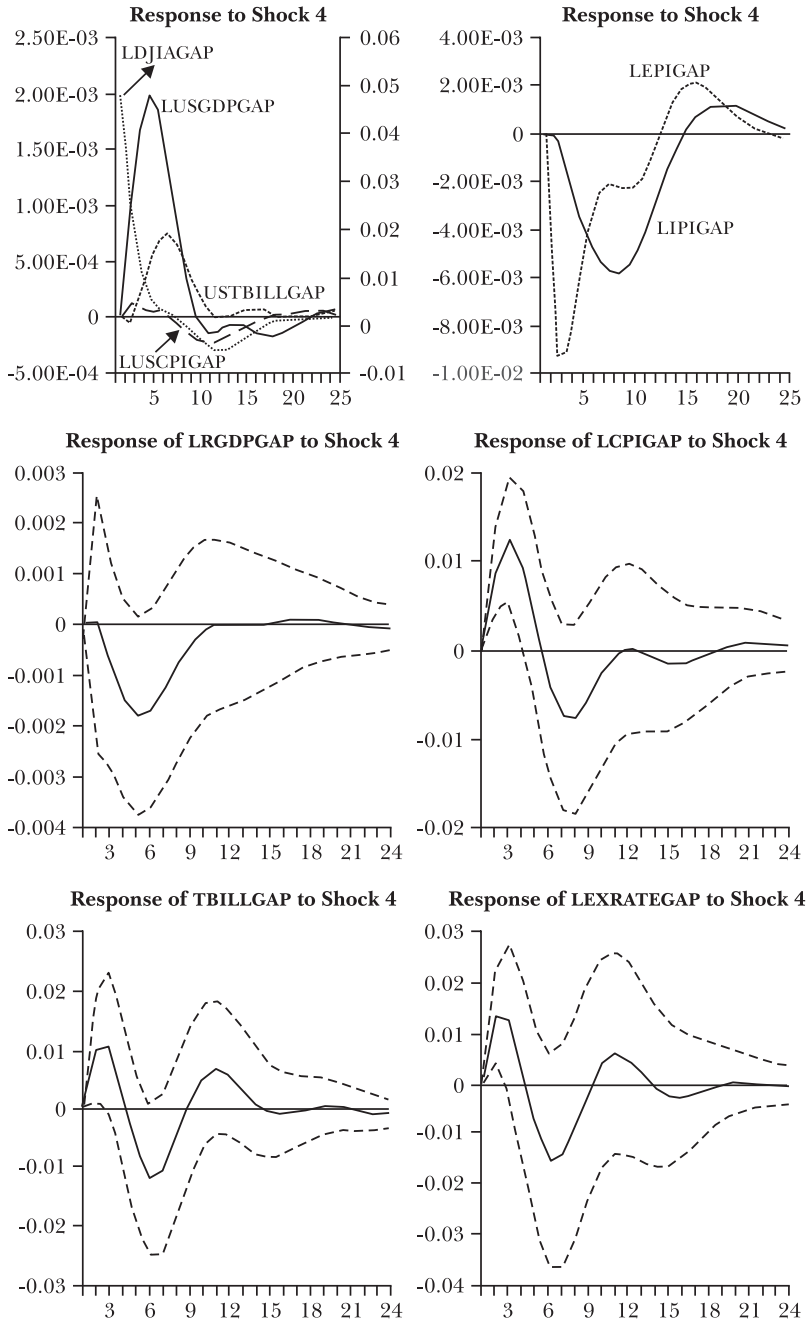 Response to Shock 4
2.50E-03
2.00E-03
1.50E-03
1.00E-03
5.00E-04
0
-5.00E-04
0.06
0.05
0.04
0.03
0.02
0.01
0
-0.01
LDJIAGAP
LUSGDPGAP
USTBILLGAP
LUSCPIGAP
5 10 15 20 25
Response to Shock 4
4.00E-03
2.00E-03
0
-2.00E-03
-4.00E-03
-6.00E-03
-8.00E-03
-1.00E-02
LEPIGAP
LIPIGAP
5 10 15 20 25
Response of LRGDPGAP to Shock 4
0.003
0.002
0.001
0
-0.001
-0.002
-0.003
-0.004
3 6 9 12 15 18 21 24
Response of LCPIGAP to Shock 4
0.02
0.01
0
-0.01
-0.02
3 6 9 12 15 18 21 24
Response of TBILLGAP to Shock 4
0.03
0.02
0.01
0
-0.01
-0.02
-0.03
3 6 9 12 15 18 21 24
Response of LEXRATEGAP to Shock 4
0.03
0.02
0.01
0
-0.01
-0.02
-0.03
-0.04
3 6 9 12 15 18 21 24